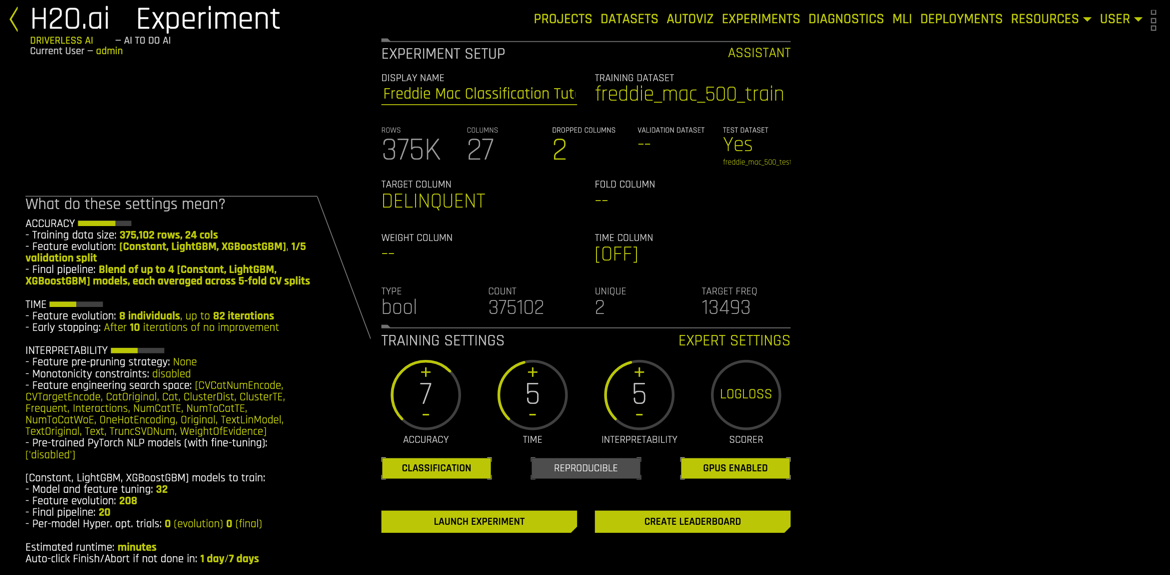 H2O.ai Experiment
DRIVERLESS AI — AI TO DO AI
Current User — admin
PROJECTS DATASETS AUTOVIZ EXPERIMENTS DIAGNOSTICS MLI DEPLOYMENTS RESOURCES USER
EXPERIMENT SETUP ASSISTANT
DISPLAY NAME TRAINING DATASET
Freddie Mac Classification Tut freddie_mac_500_train
ROWS COLUMNS DROPPED COLUMNS VALIDATION DATASET TEST DATASET
375K 27 2 -- Yes
freddie_mac_500_tes
TARGET COLUMN FOLD COLUMN
DELINQUENT --
WEIGHT COLUMN TIME COLUMN
-- [OFF]
TYPE COUNT UNIQUE TARGET FREQ
bool 375102 2 13493
TRAINING SETTINGS EXPERT SETTINGS
+ + +
7 5 5 LOGLOSS
- - -
ACCURACY TIME INTERPRETABILITY SCORER
CLASSIFICATION REPRODUCIBLE GPUS ENABLED
LAUNCH EXPERIMENT CREATE LEADERBOARD
What do these settings mean?
ACCURACY
- Training data size: 375,102 rows, 24 cols
- Feature evolution: [Constant, LightGBM, XGBoostGBM], 1/5
validation split
- Final pipeline: Blend of up to 4 [Constant, LightGBM,
XGBoostGBM] models, each averaged across 5-fold CV splits
TIME
- Feature evolution: 8 individuals, up to 82 iterations
- Early stopping: After 10 iterations of no improvement
INTERPRETABILITY
- Feature pre-pruning strategy: None
- Monotonicity constraints: disabled
- Feature engineering search space: [CVCatNumEncode,
CVTargetEncode, CatOriginal, Cat, ClusterDist, ClusterTE,
Frequent, Interactions, NumCatTE, NumToCatTE,
NumToCatWoE, OneHotEncoding, Original, TextLinModel,
TextOriginal, Text, TruncSVDNum, WeightOfEvidence]
- Pre-trained PyTorch NLP models (with fine-tuning):
['disabled']
[Constant, LightGBM, XGBoostGBM] models to train:
- Model and feature tuning: 32
- Feature evolution: 208
- Final pipeline: 20
- Per-model Hyper. opt. trials: 0 (evolution) 0 (final)
Estimated runtime: minutes
Auto-click Finish/Abort if not done in: 1 day/7 days